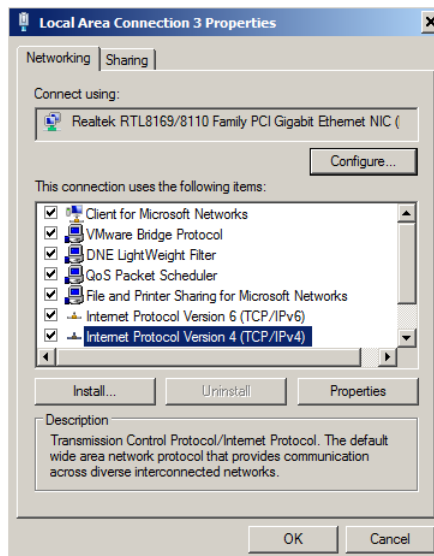 Local Area Connection 3 Properties
Networking Sharing
Connect using:
Realtek RTL8169/8110 Family PCI Gigabit Ethernet NIC (
Configure...
This connection uses the following items:
Client for Microsoft Networks
VMware Bridge Protocol
DNE LightWeight Filter
QoS Packet Scheduler
File and Printer Sharing for Microsoft Networks
Internet Protocol Version 6 (TCP/IPv6)
Internet Protocol Version 4 (TCP/IPv4)
Install... Uninstall Properties
Description
Transmission Control Protocol/Internet Protocol. The default
wide area network protocol that provides communication
across diverse interconnected networks.
OK Cancel